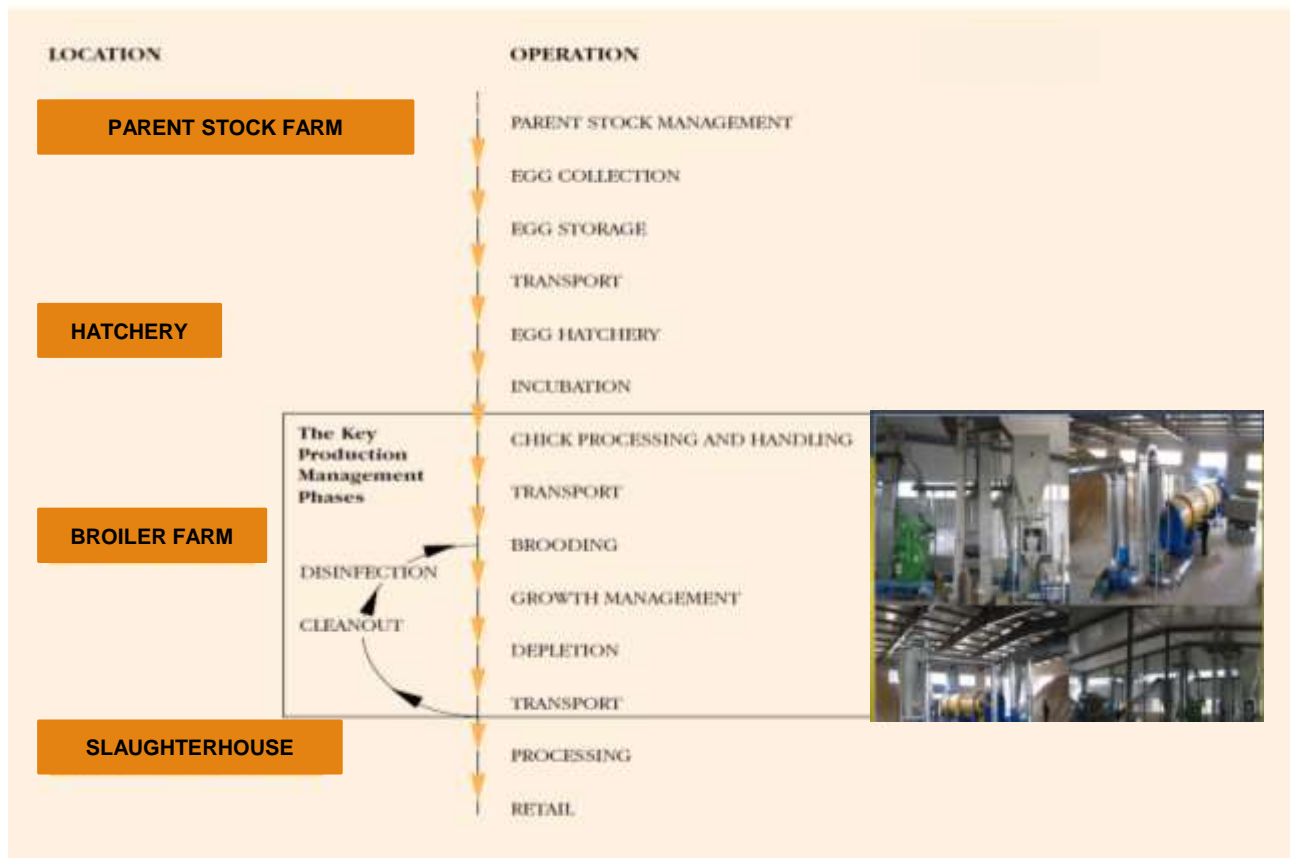 LOCATION
OPERATION
PARENT STOCK FARM
PARENT STOCK MANAGEMENT
EGG COLLECTION
EGG STORAGE
TRANSPORT
HATCHERY
EGG HATCHERY
INCUBATION
The Key
Production
Management
Phases
CHICK PROCESSING AND HANDLING
TRANSPORT
BROILER FARM
BROODING
DISINFECTION
GROWTH MANAGEMENT
CLEANOUT
DEPLETION
TRANSPORT
SLAUGHTERHOUSE
PROCESSING
RETAIL